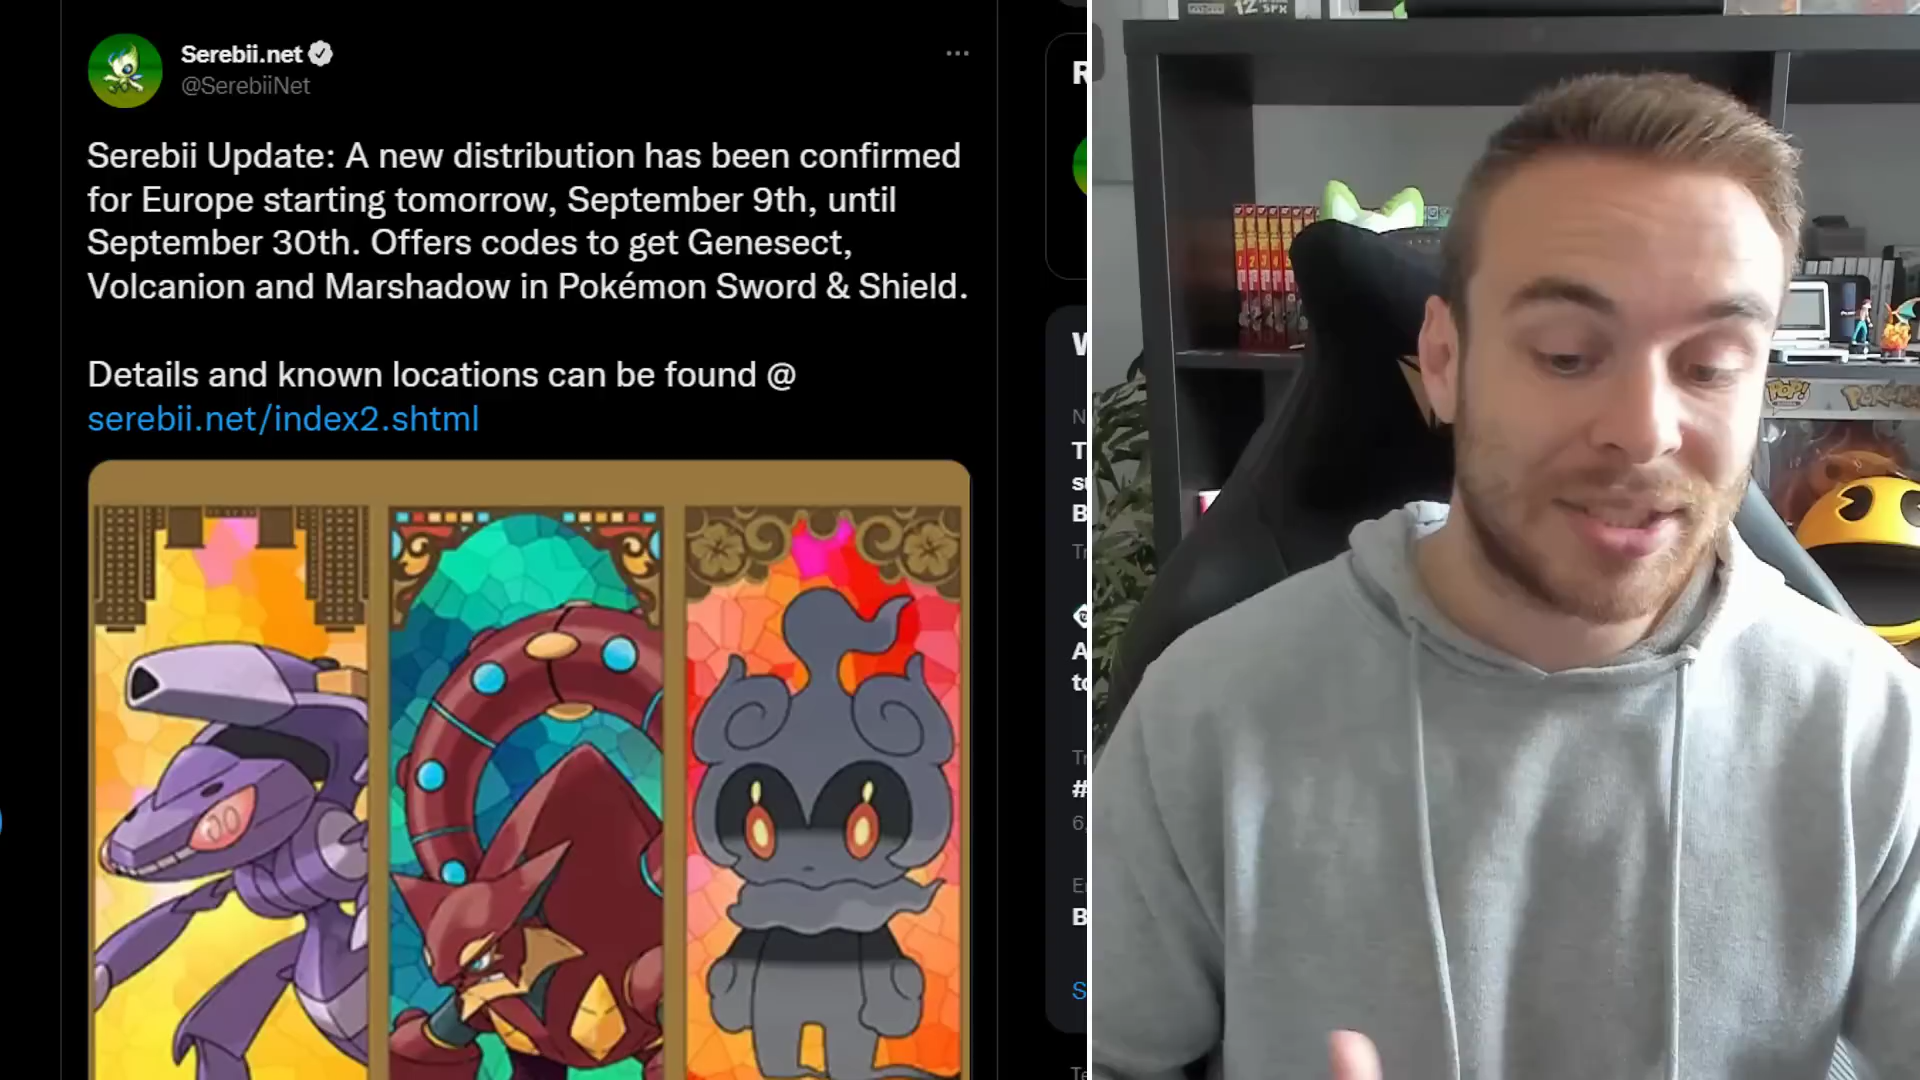 Serebii.net
@SerebiiNet
Serebii Update: A new distribution has been confirmed
for Europe starting tomorrow, September 9th, until
September 30th. Offers codes to get Genesect,
Volcanion and Marshadow in Pokémon Sword & Shield.
Details and known locations can be found @
serebii.net/index2.shtml
POP!
POKÉMON